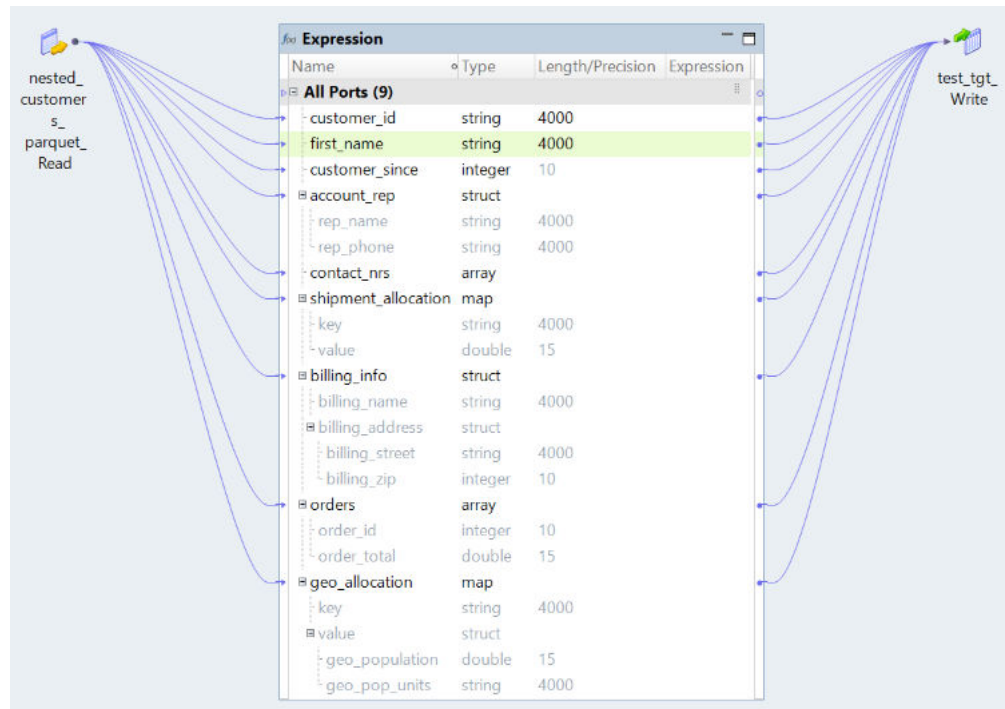 nested_
customer
s_
parquet_
Read
fx Expression
Name Type Length/Precision Expression
All Ports (9)
customer_id string 4000
first_name string 4000
customer_since integer 10
account_rep struct
rep_name string 4000
rep_phone string 4000
contact_nrs array
shipment_allocation map
key string 4000
value double 15
billing_info struct
billing_name string 4000
billing_address struct
billing_street string 4000
billing_zip integer 10
orders array
order_id integer 10
order_total double 15
geo_allocation map
key string 4000
value struct
geo_population double 15
geo_pop_units string 4000
test_tgt_
Write